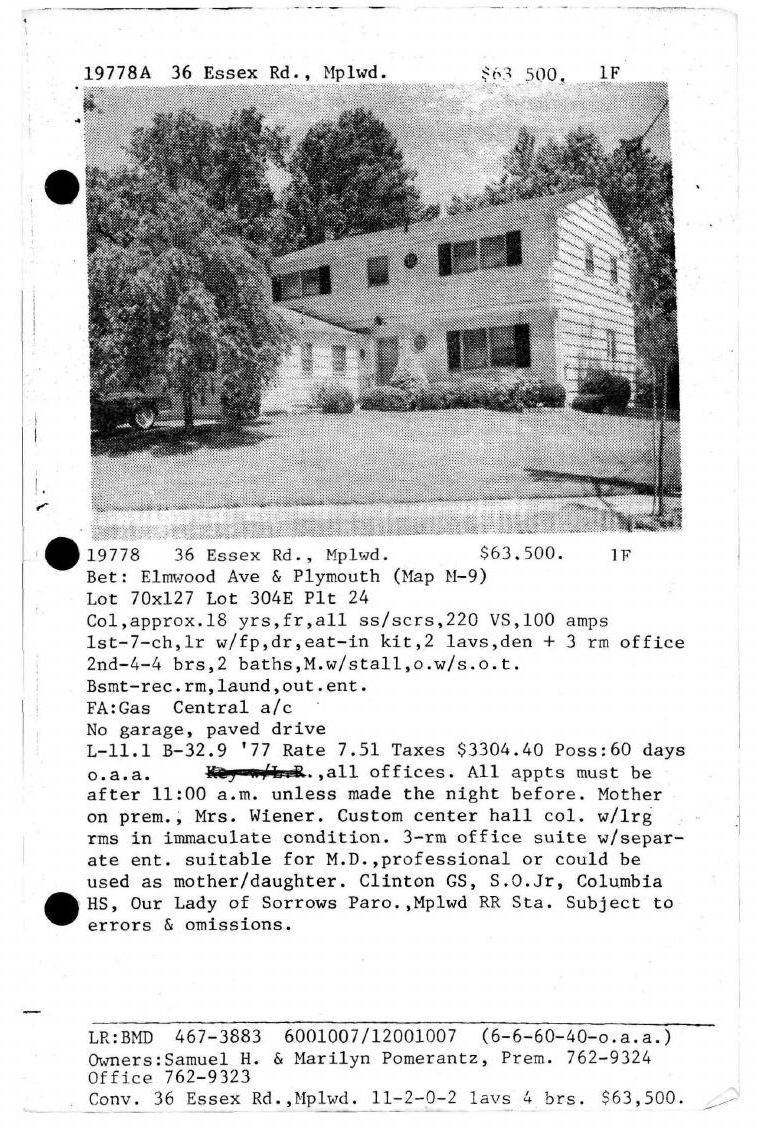 19778A 36 Essex Rd., Mplwd. $63 500. 1F
19778 36 Essex Rd., Mplwd. $63.500. 1F
Bet: Elmwood Ave & Plymouth (Map M-9)
Lot 70x127 Lot 304E Plt 24
Col,approx.18 yrs,fr,all ss/scrs,220 VS,100 amps
1st-7-ch,lr w/fp,dr,eat-in kit,2 lavs,den + 3 rm office
2nd-4-4 brs,2 baths,M.w/stall,o.w/s.o.t.
Bsmt-rec.rm,laund,out.ent.
FA:Gas Central a/c
No garage, paved drive
L-11.1 B-32.9 '77 Rate 7.51 Taxes $3304.40 Poss:60 days
o.a.a. Key w/L.R.,all offices. All appts must be
after 11:00 a.m. unless made the night before. Mother
on prem., Mrs. Wiener. Custom center hall col. w/lrg
rms in immaculate condition. 3-rm office suite w/separ-
ate ent. suitable for M.D.,professional or could be
used as mother/daughter. Clinton GS, S.O.Jr, Columbia
HS, Our Lady of Sorrows Paro.,Mplwd RR Sta. Subject to
errors & omissions.
LR:BMD 467-3883 6001007/12001007 (6-6-60-40-o.a.a.)
Owners:Samuel H. & Marilyn Pomerantz, Prem. 762-9324
Office 762-9323
Conv. 36 Essex Rd.,Mplwd. 11-2-0-2 lavs 4 brs. $63,500.